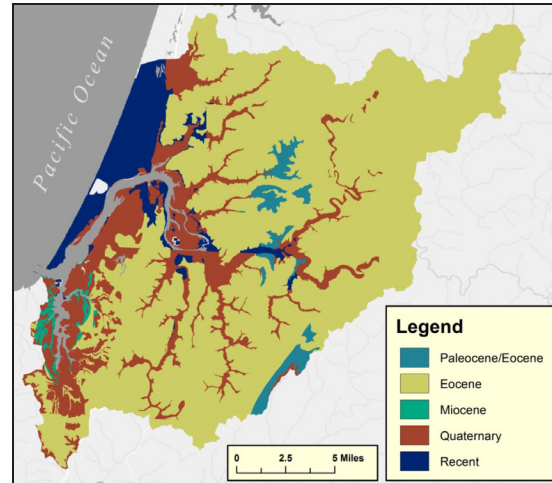 Pacific Ocean
Legend
Paleocene/Eocene
Eocene
Miocene
Quaternary
Recent
0 2.5 5 Miles